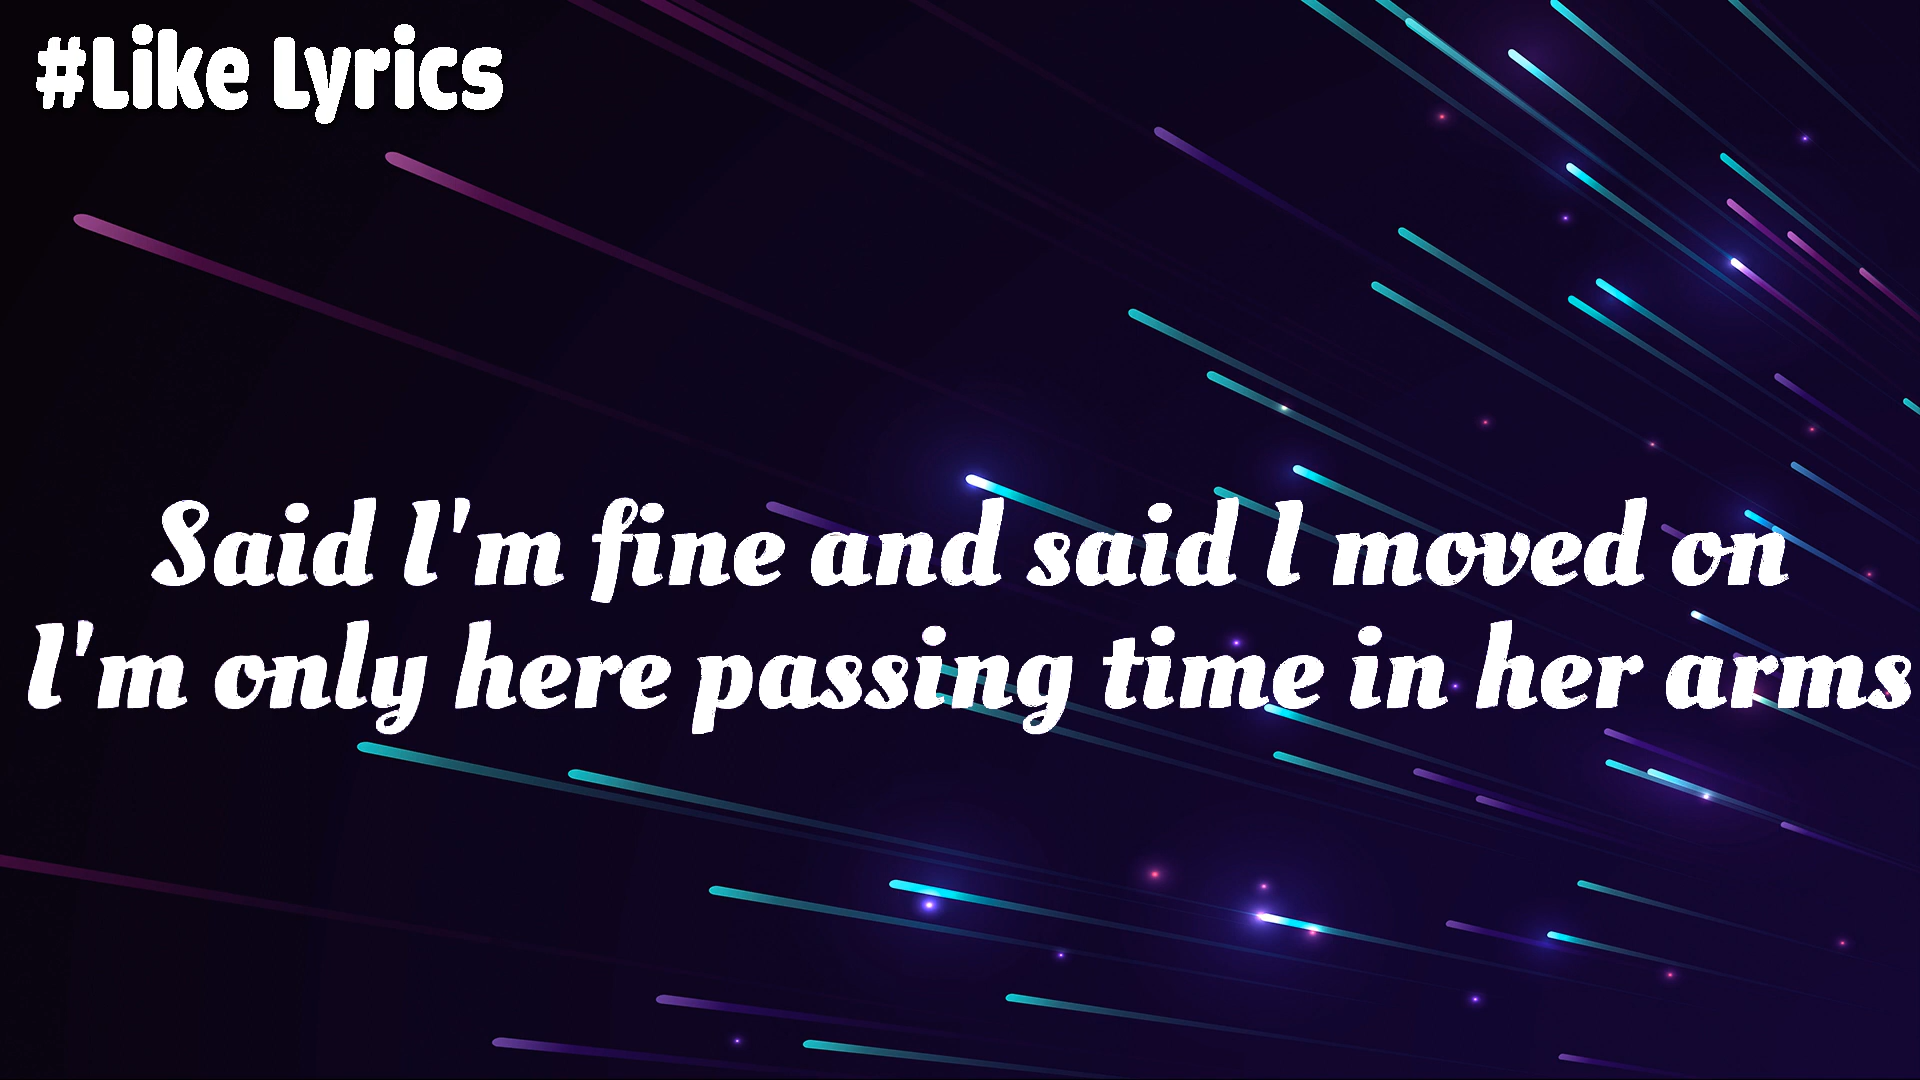 #Like Lyrics
Said I'm fine and said I moved on
I'm only here passing time in her arms